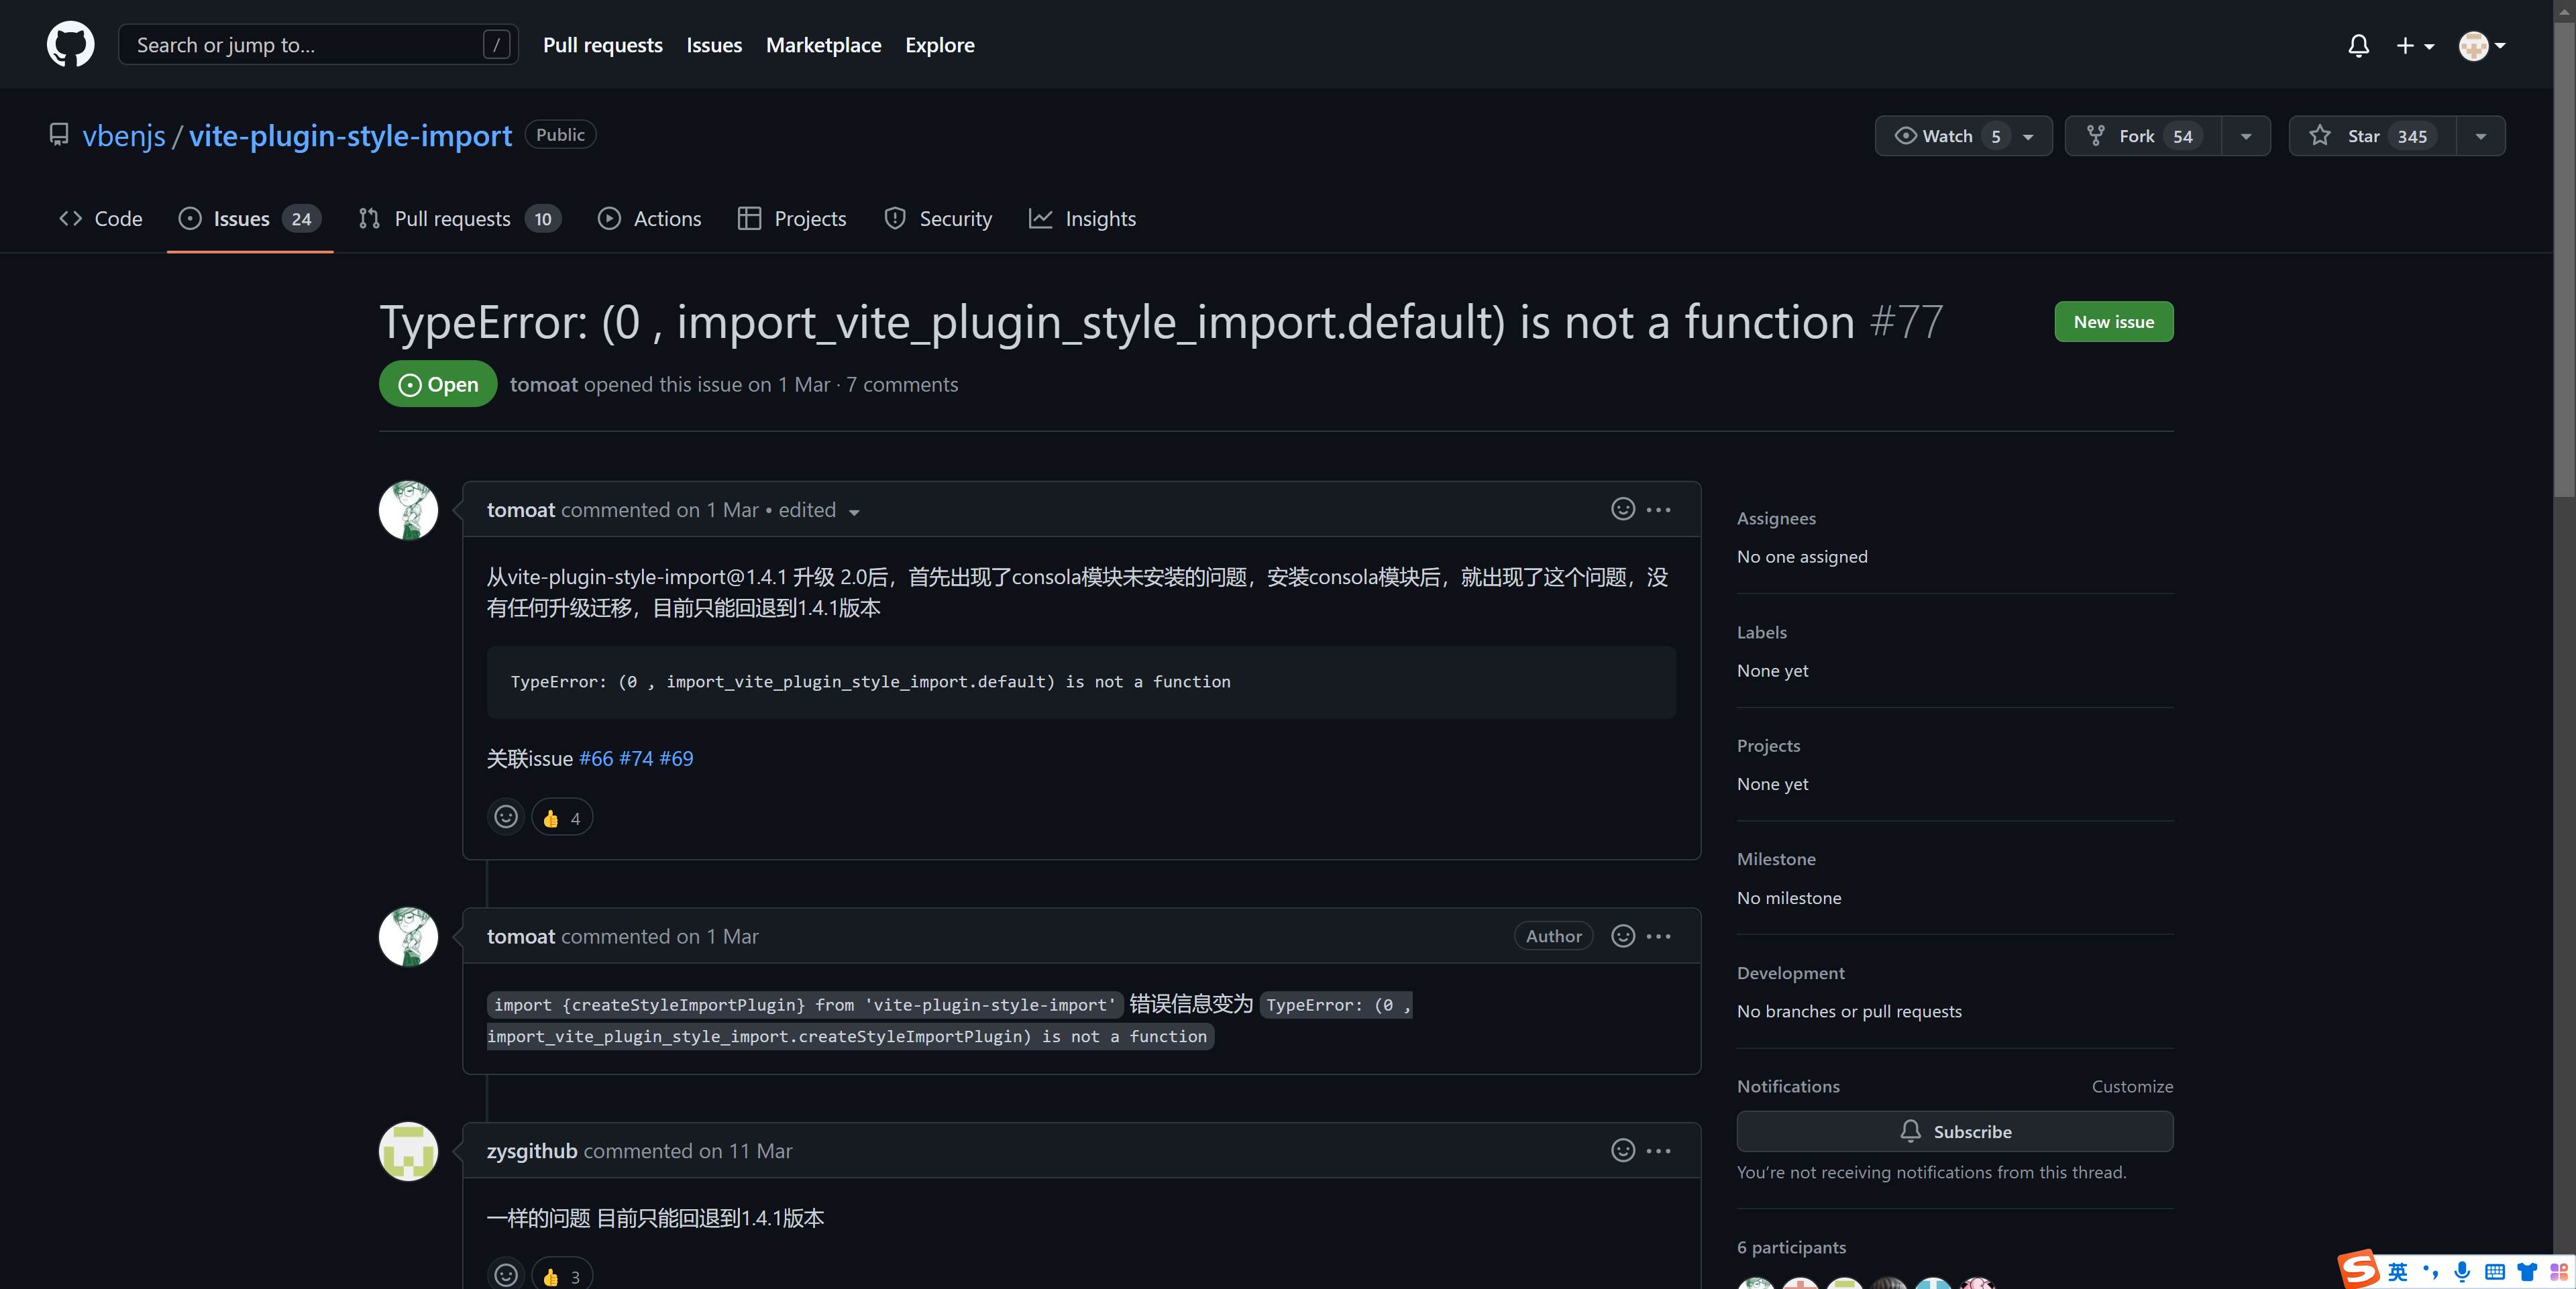 Search or jump to... /
Pull requests Issues Marketplace Explore
vbenjs / vite-plugin-style-import Public
Watch 5 Fork 54 Star 345
Code Issues 24 Pull requests 10 Actions Projects Security Insights
TypeError: (0 , import_vite_plugin_style_import.default) is not a function #77
New issue
Open tomoat opened this issue on 1 Mar · 7 comments
tomoat commented on 1 Mar • edited
从vite-plugin-style-import@1.4.1 升级 2.0后，首先出现了consola模块未安装的问题，安装consola模块后，就出现了这个问题，没
有任何升级迁移，目前只能回退到1.4.1版本
TypeError: (0 , import_vite_plugin_style_import.default) is not a function
关联issue #66 #74 #69
👍 4
tomoat commented on 1 Mar Author
import {createStyleImportPlugin} from 'vite-plugin-style-import' 错误信息变为 TypeError: (0 ,
import_vite_plugin_style_import.createStyleImportPlugin) is not a function
zysgithub commented on 11 Mar
一样的问题 目前只能回退到1.4.1版本
👍 3
Assignees
No one assigned
Labels
None yet
Projects
None yet
Milestone
No milestone
Development
No branches or pull requests
Notifications Customize
Subscribe
You’re not receiving notifications from this thread.
6 participants
S 英